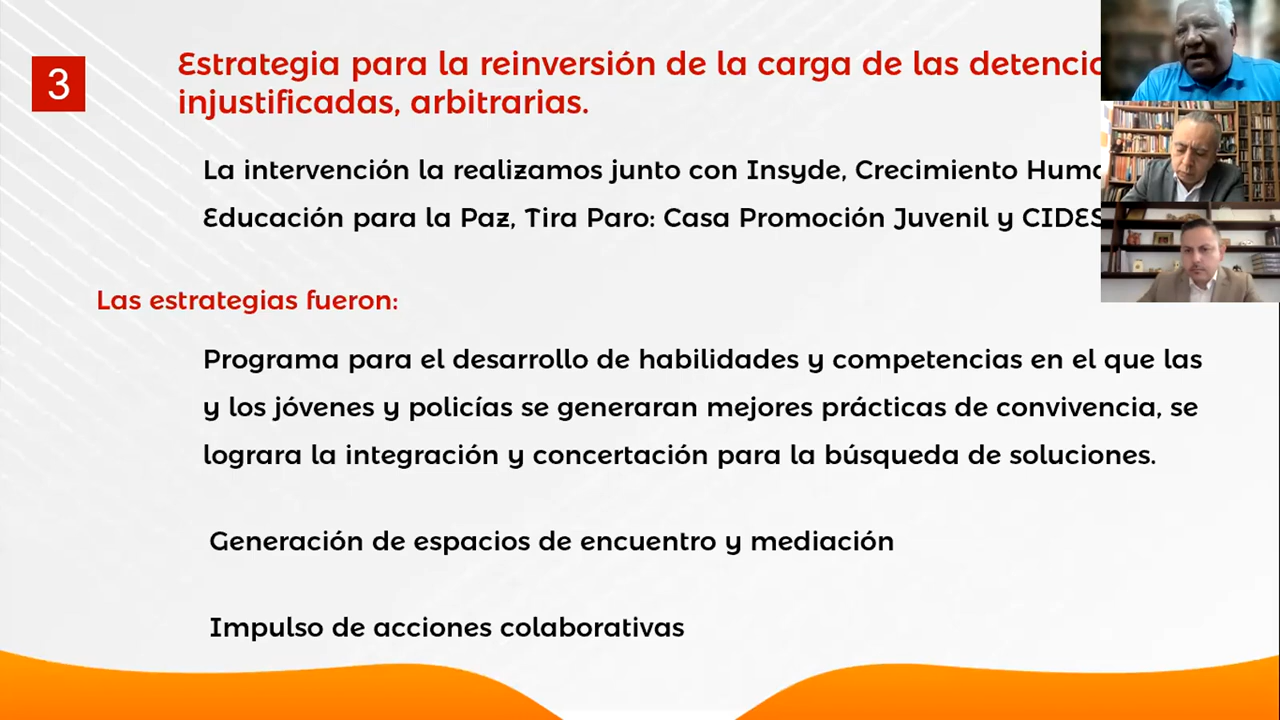 3
Estrategia para la reinversión de la carga de las
injustificadas, arbitrarias.
La intervención la realizamos junto con Insyde, Crecimiento
Educación para la Paz, Tira Paro: Casa Promoción Juvenil y
Las estrategias fueron:
Programa para el desarrollo de habilidades y competencias en el que las
y los jóvenes y policías se generaran mejores prácticas de convivencia, se
lograra la integración y concertación para la búsqueda de soluciones.
Generación de espacios de encuentro y mediación
Impulso de acciones colaborativas